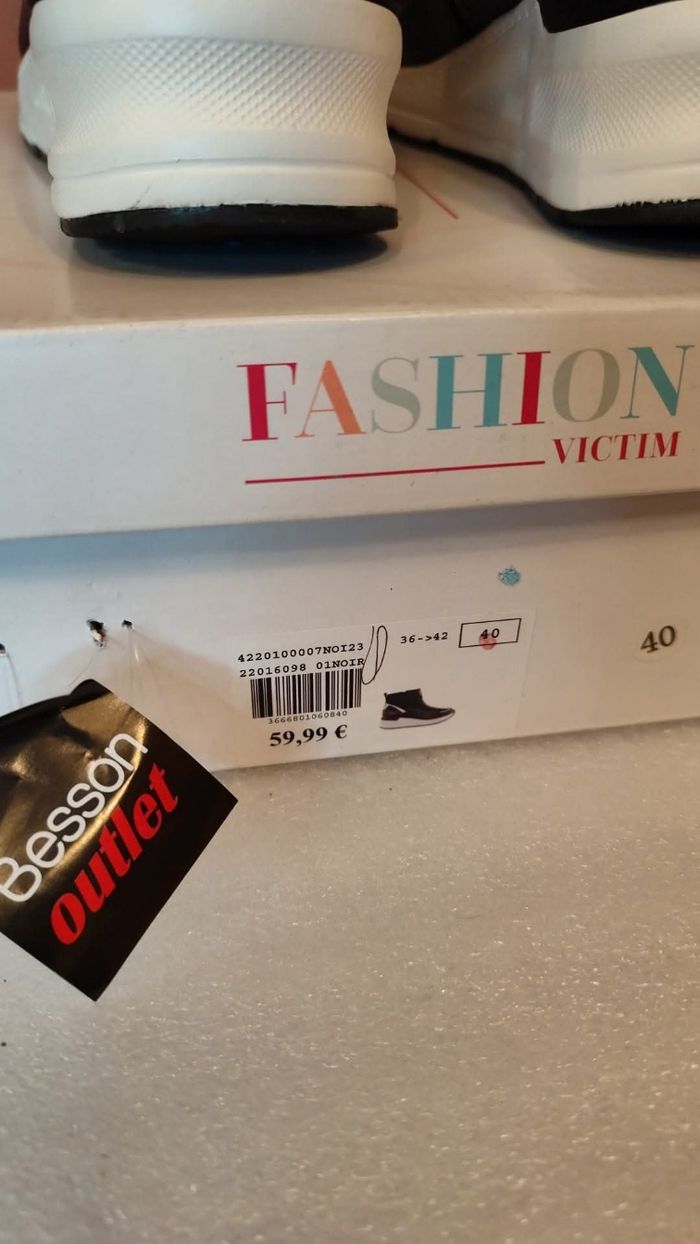 FASHION
VICTIM
4220100007NOI23
36->42
40
22016098 01NOIR
3666801060840
59,99 €
40
Besson
outlet